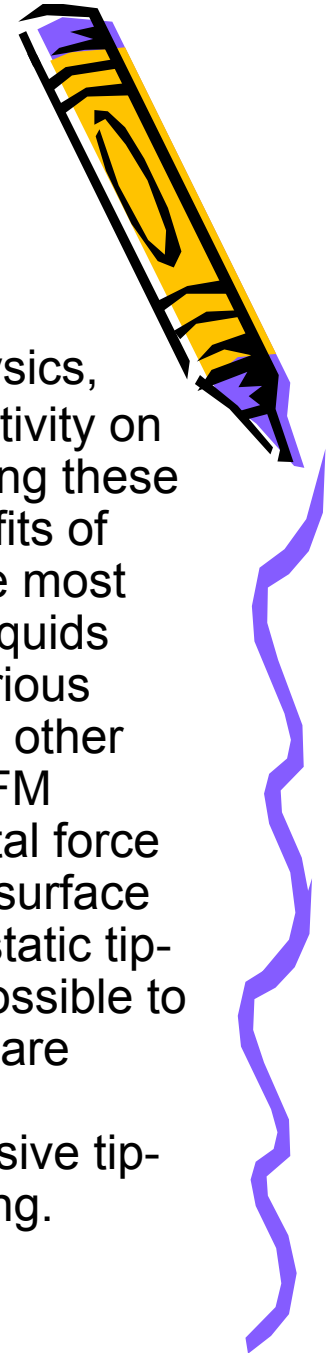 ysics,
tivity on
ing these
fits of
e most
quids
rious
other
FM
tal force
surface
static tip-
ossible to
are
sive tip-
ng.